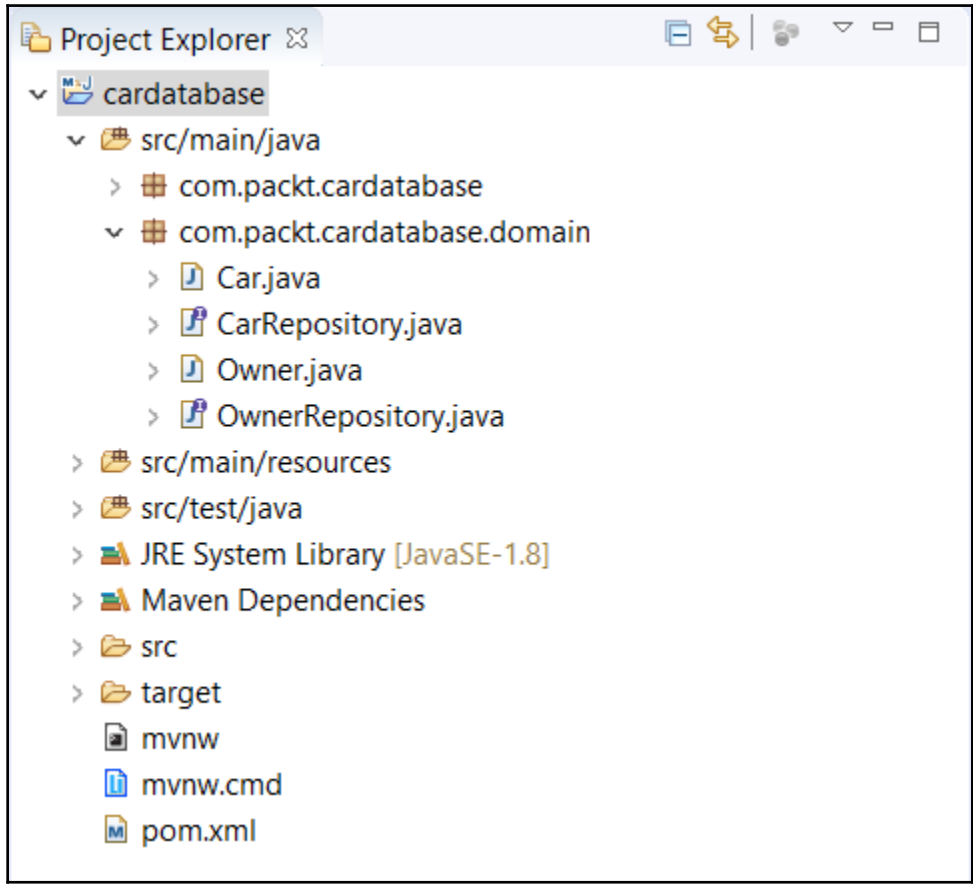 Project Explorer
cardatabase
src/main/java
com.packt.cardatabase
com.packt.cardatabase.domain
Car.java
CarRepository.java
Owner.java
OwnerRepository.java
src/main/resources
src/test/java
JRE System Library [JavaSE-1.8]
Maven Dependencies
src
target
mvnw
mvnw.cmd
pom.xml